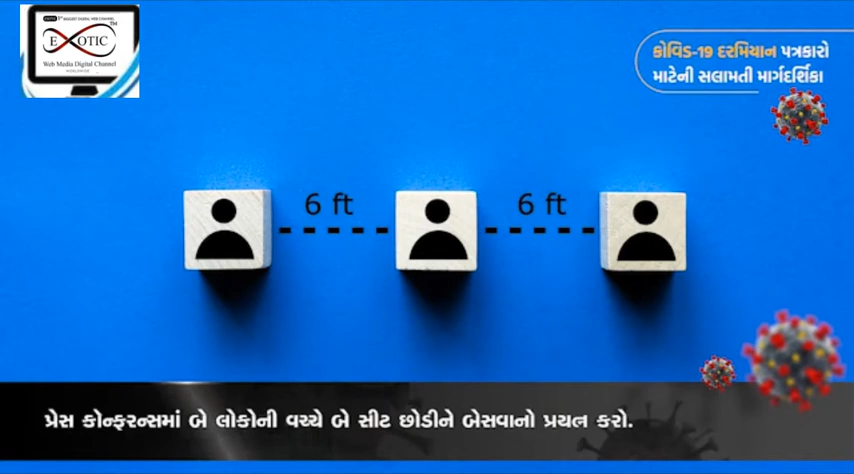 EXOTIC
TM
Web Media Digital Channel
કોવિડ-19 દરમિયાન પત્રકારો
માટેની સલામતી માર્ગદર્શિકા
6 ft
6 ft
પ્રેસ કોન્ફરન્સમાં બે લોકોની વચ્ચે બે સીટ છોડીને બેસવાનો પ્રયત્ન કરો.